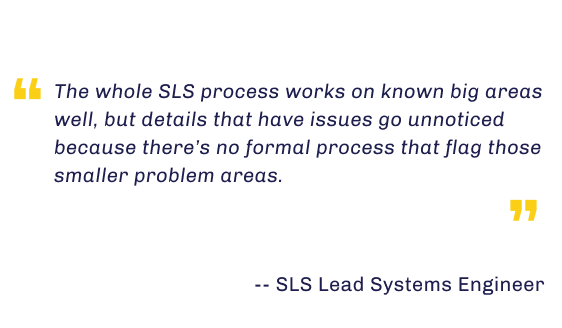 “
The whole SLS process works on known big areas
well, but details that have issues go unnoticed
because there’s no formal process that flag those
smaller problem areas.
”
-- SLS Lead Systems Engineer